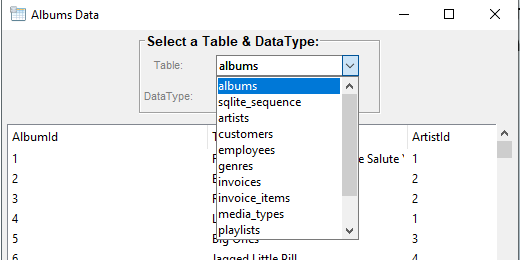 Albums Data
Select a Table & DataType:
Table: albums
albums
sqlite_sequence
artists
customers
employees
genres
invoices
invoice_items
media_types
playlists
DataType:
AlbumId ArtistId
1 Salute 1
2 2
3 2
4 1
5 Big Ones 3
6 Jagged Little Pill 4